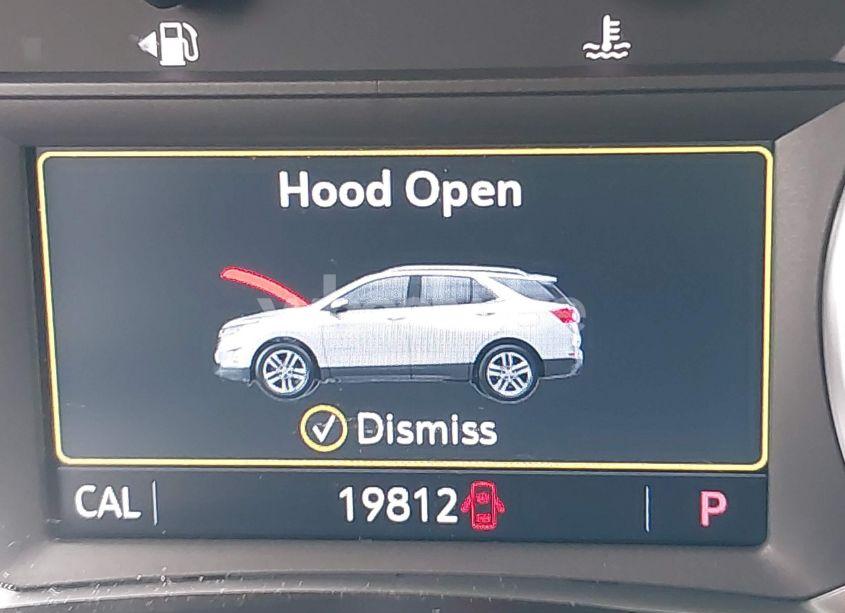 Hood Open
Dismiss
CAL
19812
P